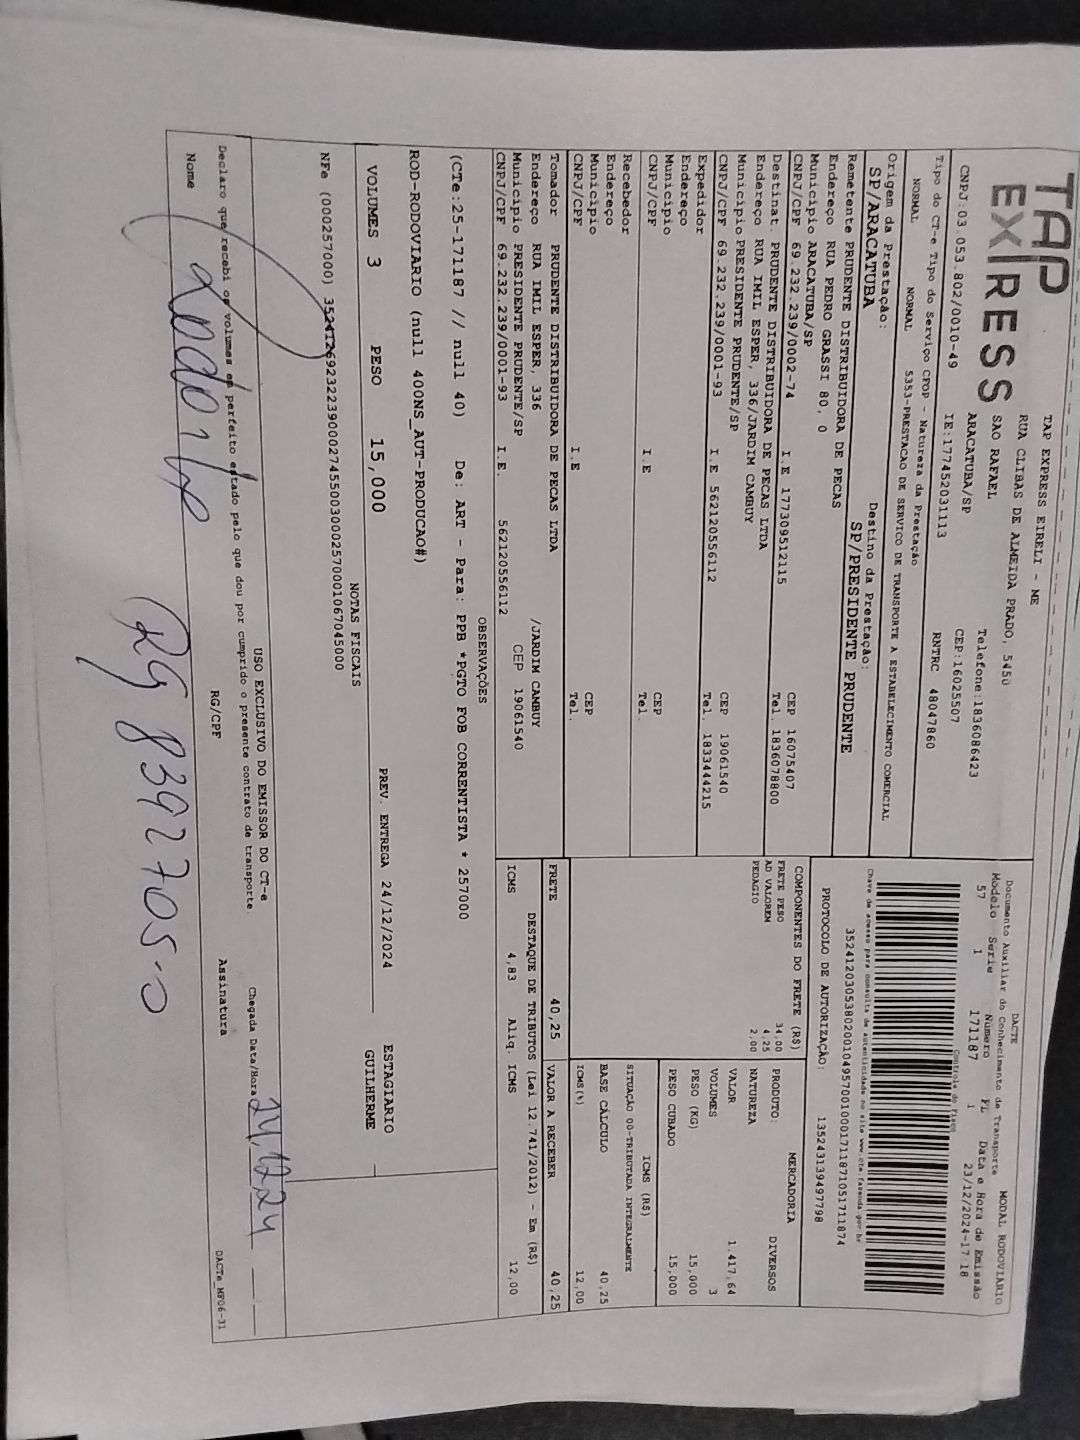 TAP
EXPRESS
TAP EXPRESS EIRELI - ME
RUA CLIBAS DE ALMEIDA PRADO, 5450
SAO RAFAEL
ARACATUBA/SP
Telefone:1836086423
CEP:16025507
CNPJ:03.053.802/0010-49
IE:177452031113
RNTRC 48047860
Tipo do CT-e Tipo do Serviço CFOP - Natureza da Prestação
NORMAL NORMAL 5353-PRESTACAO DE SERVICO DE TRANSPORTE A ESTABELECIMENTO COMERCIAL
Origem da Prestação:
SP/ARACATUBA
Destino da Prestação:
SP/PRESIDENTE PRUDENTE
Remetente PRUDENTE DISTRIBUIDORA DE PECAS
Endereço RUA PEDRO GRASSI 80, 0
Município ARACATUBA/SP CEP 16075407
CNPJ/CPF 69.232.239/0002-74 I.E 177309512115 Tel. 1836078800
Destinat. PRUDENTE DISTRIBUIDORA DE PECAS LTDA
Endereço RUA IMIL ESPER, 336/JARDIM CAMBUY
Município PRESIDENTE PRUDENTE/SP CEP 19061540
CNPJ/CPF 69.232.239/0001-93 I.E 562120556112 Tel. 1833444215
Expedidor
Endereço
Município CEP
CNPJ/CPF I.E Tel.
Recebedor
Endereço
Município CEP
CNPJ/CPF I.E Tel.
Tomador PRUDENTE DISTRIBUIDORA DE PECAS LTDA
Endereço RUA IMIL ESPER, 336 /JARDIM CAMBUY
Município PRESIDENTE PRUDENTE/SP CEP 19061540
CNPJ/CPF 69.232.239/0001-93 I.E. 562120556112
DACTE
Documento Auxiliar do Conhecimento de Transporte
MODAL RODOVIÁRIO
Modelo Série Número FL Data e Hora de Emissão
57 1 171187 1 23/12/2024-17:18
Controle do Fisco
Chave de acesso para consulta de autenticidade no site www.cte.fazenda.gov.br
35241203053802001049570010001711871051711874
PROTOCOLO DE AUTORIZAÇÃO: 135243139497798
COMPONENTES DO FRETE (R$)
FRETE PESO 34,00
AD VALOREM 4,25
PEDAGIO 2,00
MERCADORIA
PRODUTO: DIVERSOS
NATUREZA
VALOR 1.417,64
VOLUMES 3
PESO (KG) 15,000
PESO CUBADO 15,000
ICMS (R$)
SITUAÇÃO 00-TRIBUTADA INTEGRALMENTE
BASE CÁLCULO 40,25
ICMS(%) 12,00
FRETE 40,25 VALOR A RECEBER 40,25
DESTAQUE DE TRIBUTOS (Lei 12.741/2012) - Em (R$)
ICMS 4,83 Aliq. ICMS 12,00
OBSERVAÇÕES
(CTe:25-171187 // null 40) De: ART - Para: PPB *PGTO FOB CORRENTISTA * 257000
ROD-RODOVIARIO (null 400NS_AUT-PRODUCAO#)
VOLUMES 3 PESO 15,000 PREV. ENTREGA 24/12/2024
ESTAGIARIO
GUILHERME
NOTAS FISCAIS
NFe (000257000) 35241269232239000274550030002570001067045000
USO EXCLUSIVO DO EMISSOR DO CT-e
Declaro que recebi os volumes em perfeito estado pelo que dou por cumprido o presente contrato de transporte.
Chegada Data/Hora 24.12.24
Nome RG/CPF Assinatura
DACTe_MF06-31
RG 8392705-0